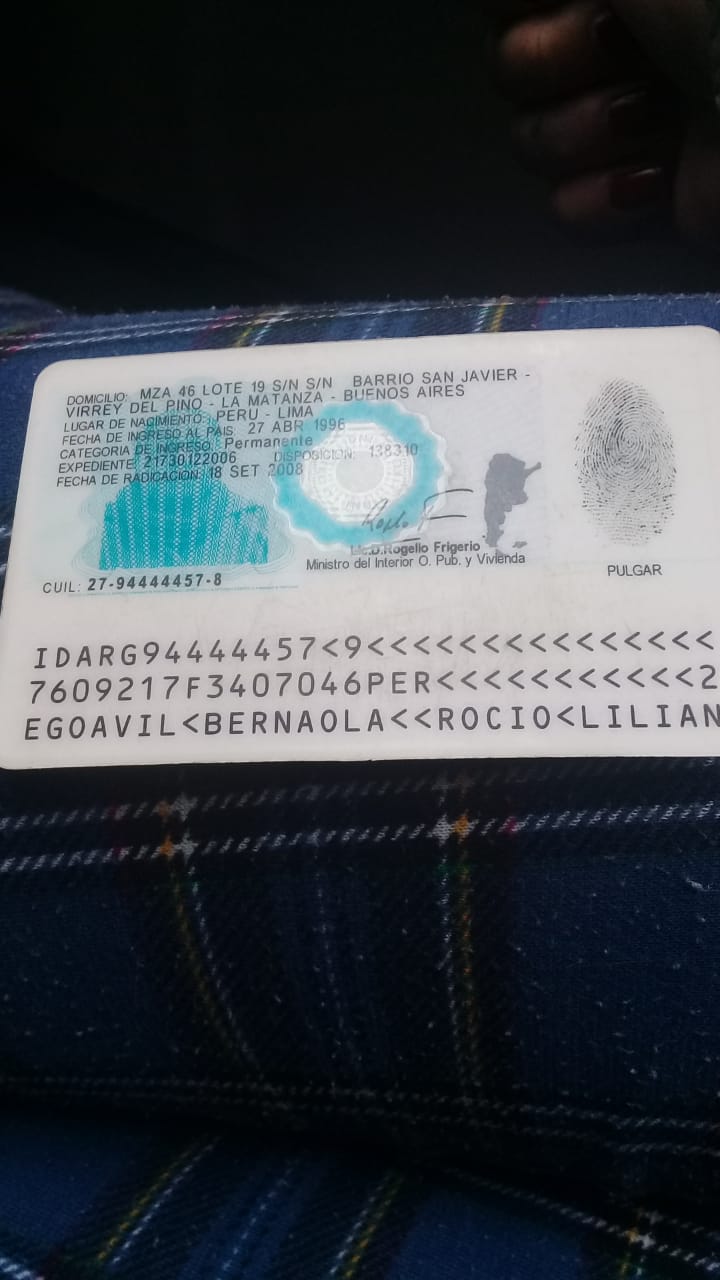 DOMICILIO: MZA 46 LOTE 19 S/N S/N BARRIO SAN JAVIER -
VIRREY DEL PINO - LA MATANZA - BUENOS AIRES
LUGAR DE NACIMIENTO: PERU - LIMA
FECHA DE INGRESO AL PAIS: 27 ABR 1996
CATEGORIA DE INGRESO: Permanente
EXPEDIENTE: 21730122006 DISPOSICION: 138310
FECHA DE RADICACION: 18 SET 2008
Lic.D.Rogelio Frigerio
Ministro del Interior O. Pub. y Vivienda
PULGAR
CUIL: 27-94444457-8
IDARG94444457<9<<<<<<<<<<<<<<<
7609217F3407046PER<<<<<<<<<<<2
EGOAVIL<BERNAOLA<<ROCIO<LILIAN